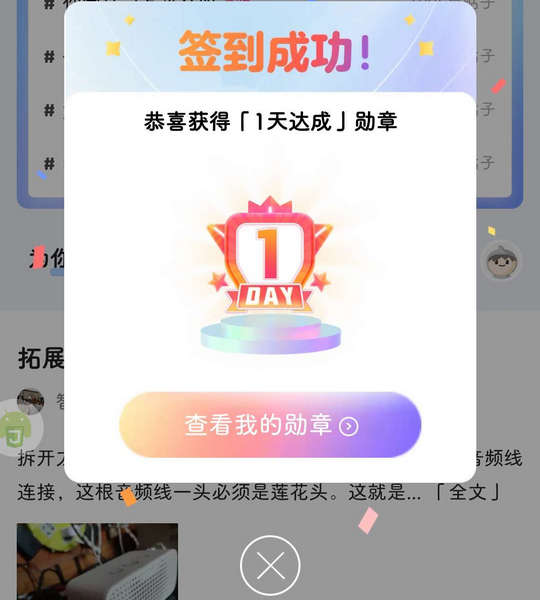 #
#
#
#
子
子
签到成功!
恭喜获得「1天达成」勋章
1
DAY
查看我的勋章
为你
拓展
音频线
连接，这根音频线一头必须是莲花头。这就是...「全文」
拆开